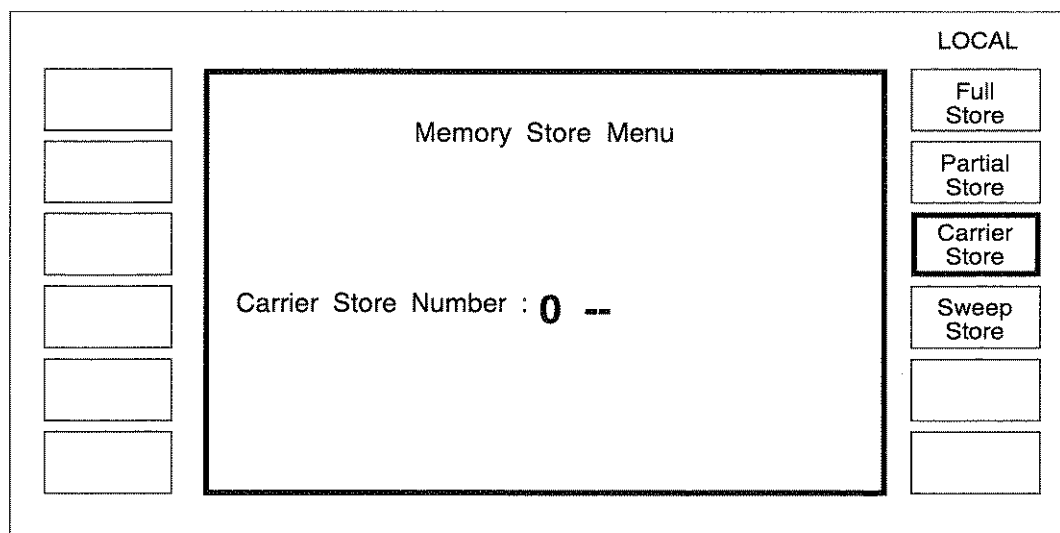 LOCAL
Full
Store
Memory Store Menu
Partial
Store
Carrier
Store
Carrier Store Number : 0 --
Sweep
Store